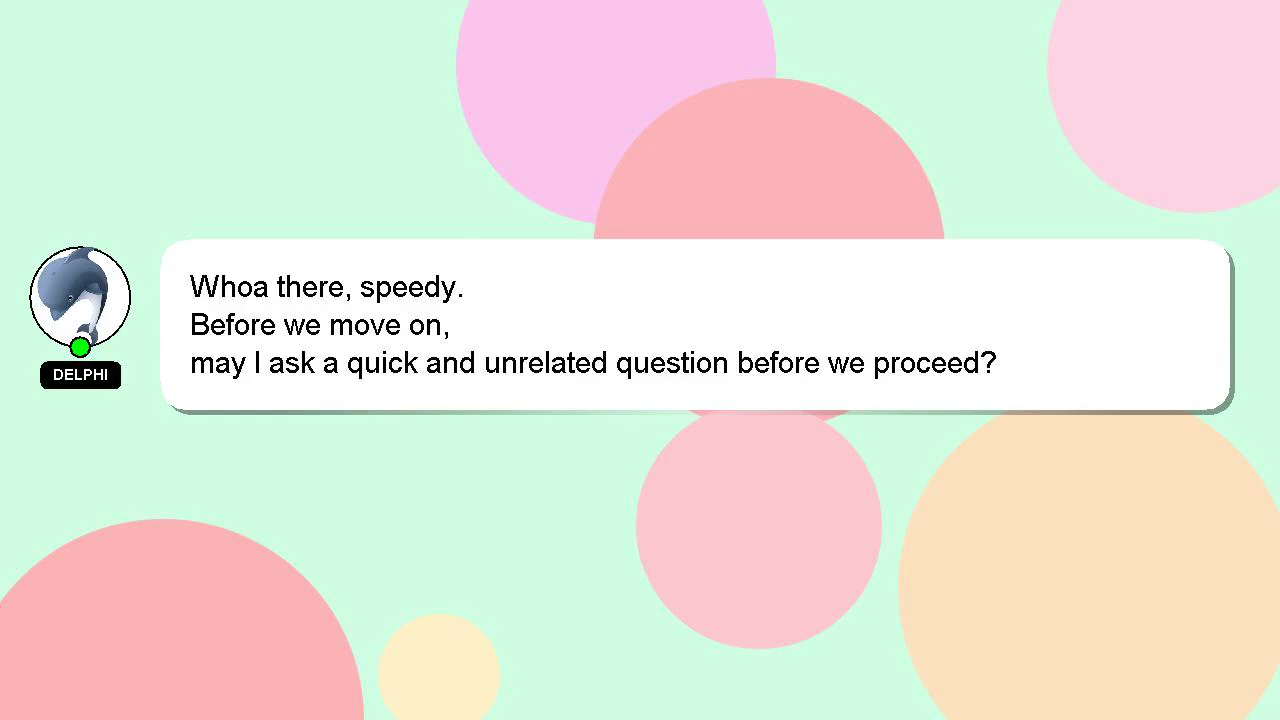 Whoa there, speedy.
Before we move on,
may I ask a quick and unrelated question before we proceed?
DELPHI